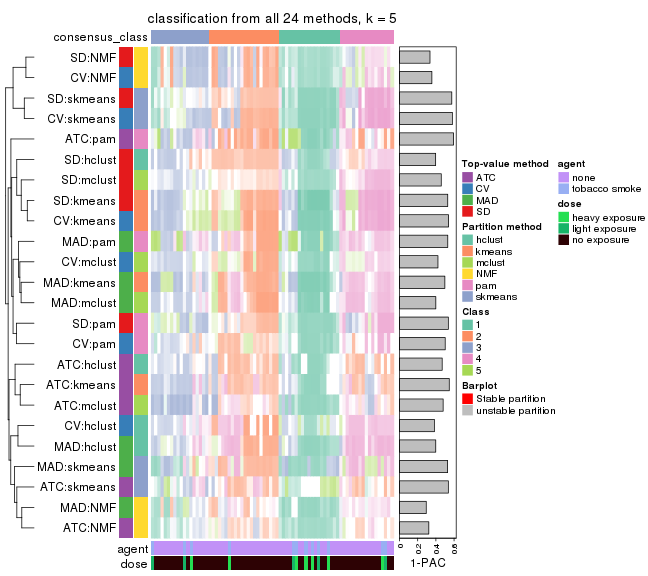 classification from all 24 methods, k = 5
consensus_class
SD:NMF
CV:NMF
SD:skmeans
CV:skmeans
ATC:pam
SD:hclust
SD:mclust
SD:kmeans
CV:kmeans
MAD:pam
CV:mclust
MAD:kmeans
MAD:mclust
SD:pam
CV:pam
ATC:hclust
ATC:kmeans
ATC:mclust
CV:hclust
MAD:hclust
MAD:skmeans
ATC:skmeans
MAD:NMF
ATC:NMF
agent
dose
0 0.2 0.4 0.6
1-PAC
Top-value method
ATC
CV
MAD
SD
Partition method
hclust
kmeans
mclust
NMF
pam
skmeans
Class
1
2
3
4
5
Barplot
Stable partition
unstable partition
agent
none
tobacco smoke
dose
heavy exposure
light exposure
no exposure